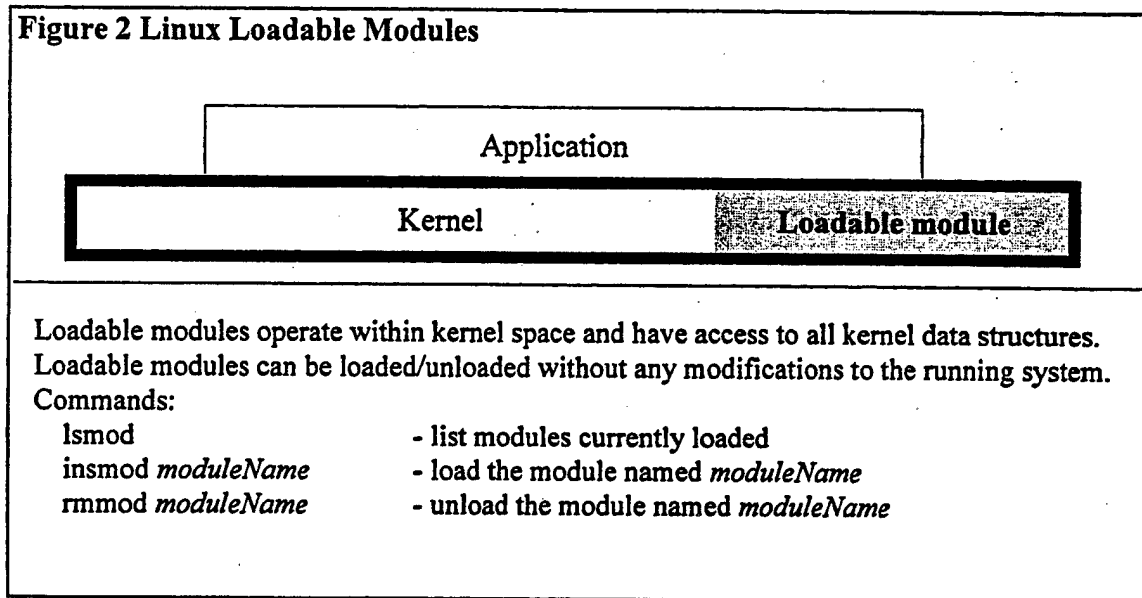 Figure 2 Linux Loadable Modules
Application
Kernel
Loadable module
Loadable modules operate within kernel space and have access to all kernel data structures.
Loadable modules can be loaded/unloaded without any modifications to the running system.
Commands:
lsmod - list modules currently loaded
insmod moduleName - load the module named moduleName
rmmod moduleName - unload the module named moduleName